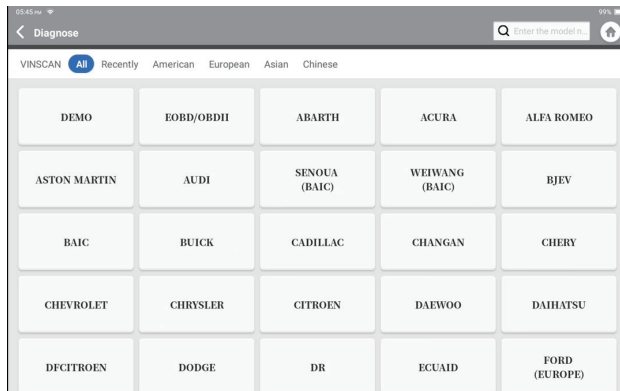 05:45 PM 99%
Diagnose Enter the model n...
VINSCAN All Recently American European Asian Chinese
DEMO EOBD/OBDII ABARTH ACURA ALFA ROMEO
ASTON MARTIN AUDI SENOUA (BAIC) WEIWANG (BAIC) BJEV
BAIC BUICK CADILLAC CHANGAN CHERY
CHEVROLET CHRYSLER CITROEN DAEWOO DAIHATSU
DFCITROEN DODGE DR ECUAID FORD (EUROPE)